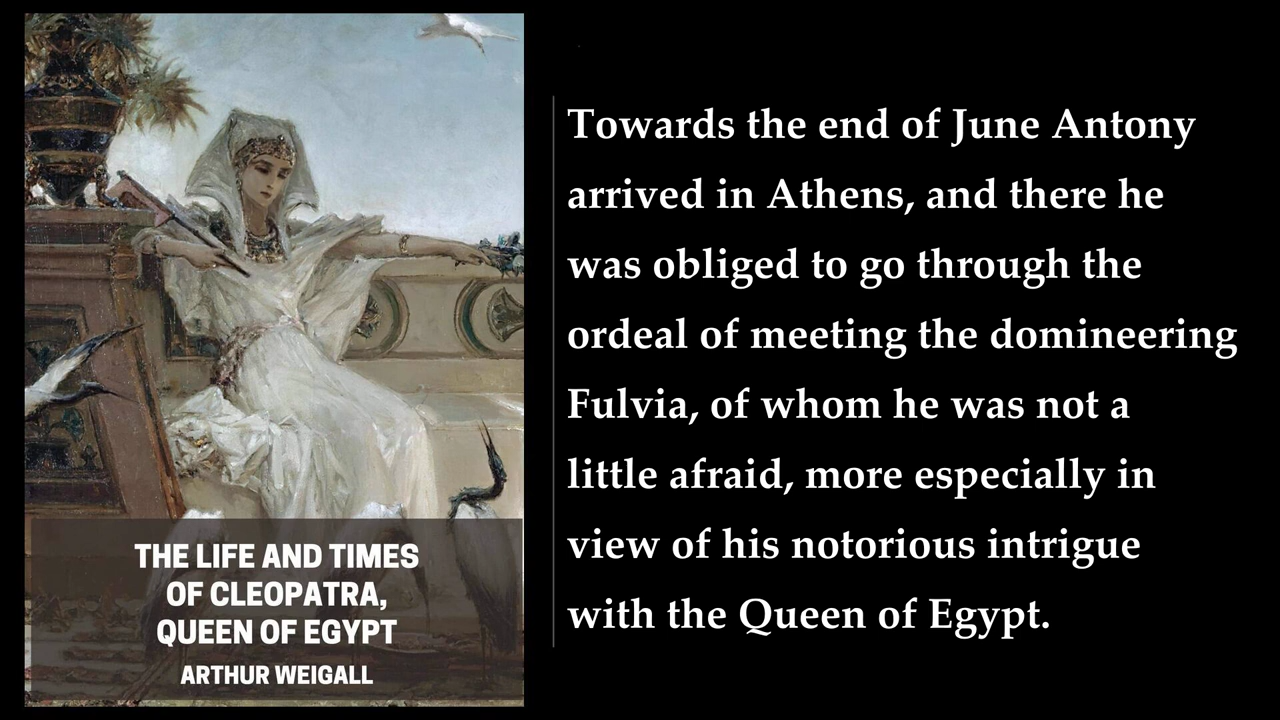 THE LIFE AND TIMES
OF CLEOPATRA,
QUEEN OF EGYPT
ARTHUR WEIGALL
Towards the end of June Antony
arrived in Athens, and there he
was obliged to go through the
ordeal of meeting the domineering
Fulvia, of whom he was not a
little afraid, more especially in
view of his notorious intrigue
with the Queen of Egypt.